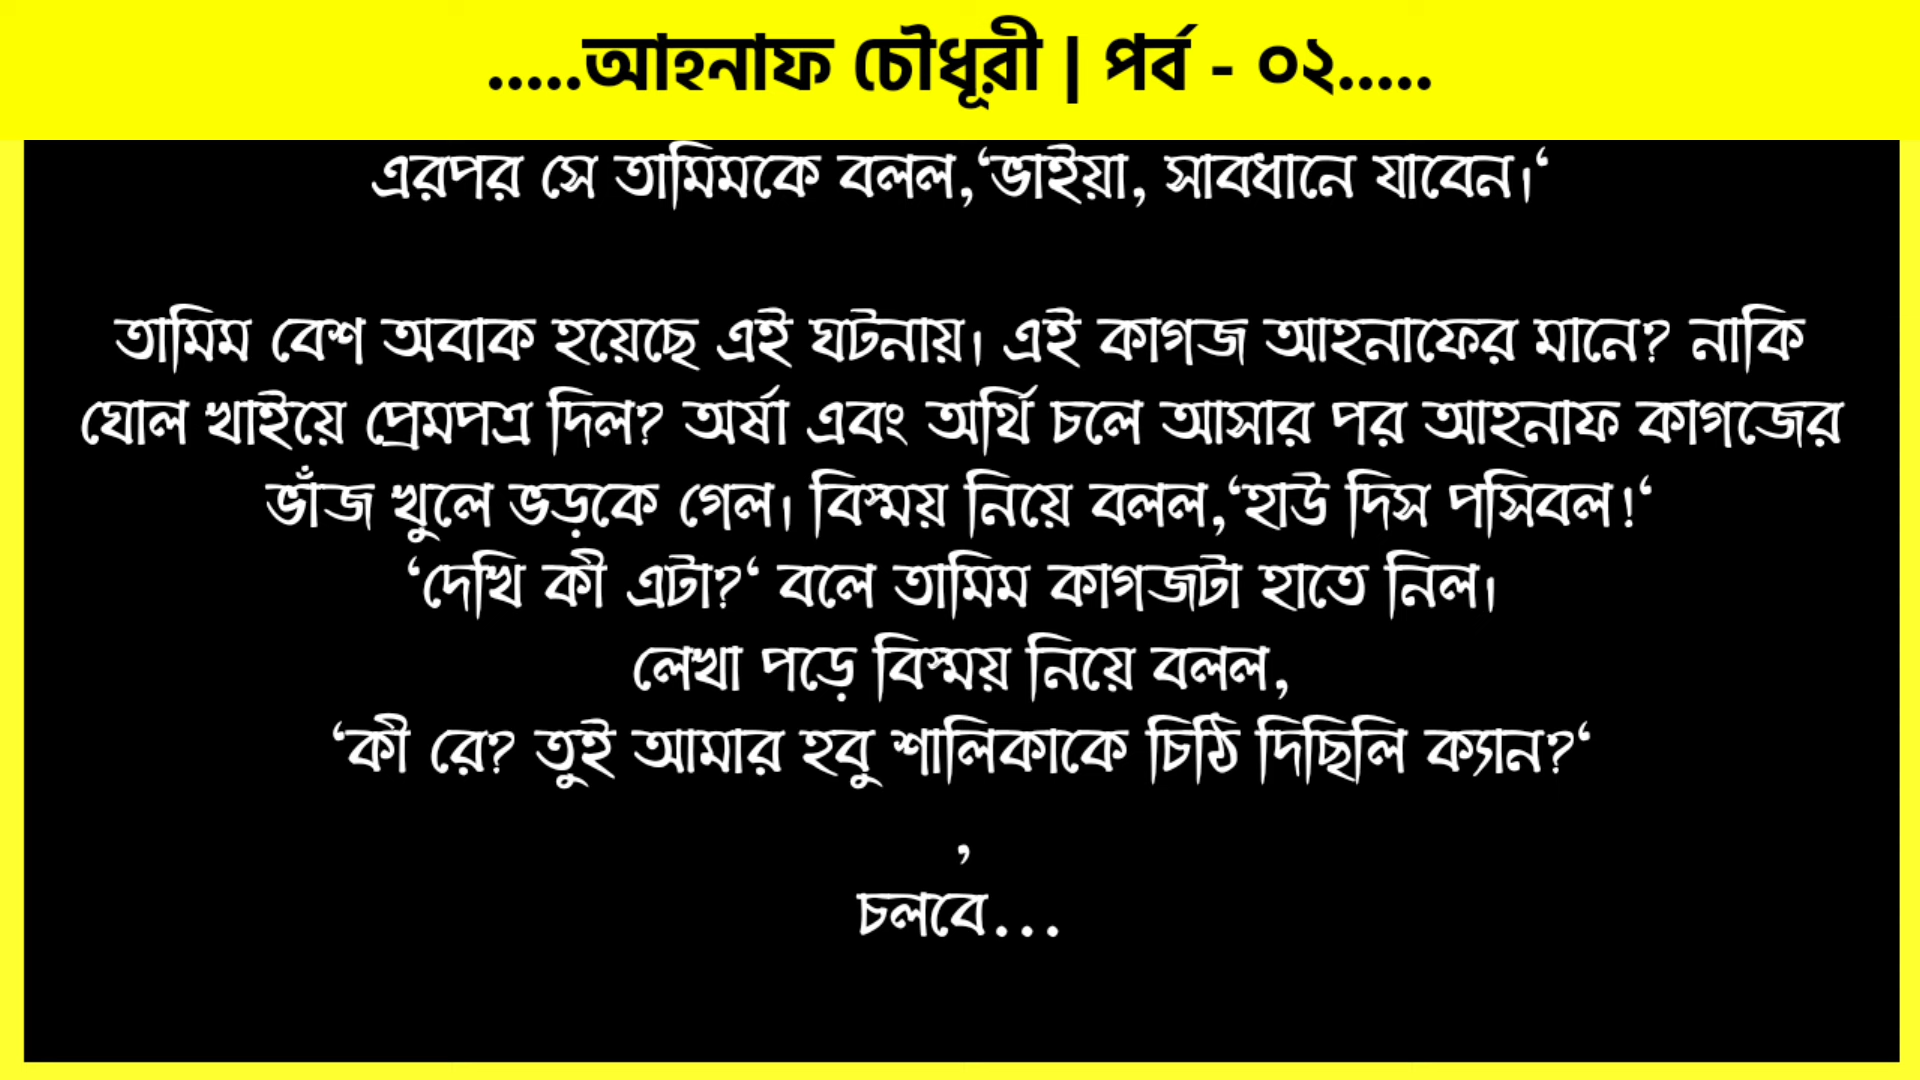 .....আহনাফ চৌধূরী | পর্ব - ০২.....
এরপর সে তামিমকে বলল,‘ভাইয়া, সাবধানে যাবেন।‘
তামিম বেশ অবাক হয়েছে এই ঘটনায়। এই কাগজ আহনাফের মানে? নাকি
ঘোল খাইয়ে প্রেমপত্র দিল? অর্ষা এবং অর্থি চলে আসার পর আহনাফ কাগজের
ভাঁজ খুলে ভড়কে গেল। বিস্ময় নিয়ে বলল,‘হাউ দিস পসিবল!‘
‘দেখি কী এটা?‘ বলে তামিম কাগজটা হাতে নিল।
লেখা পড়ে বিস্ময় নিয়ে বলল,
‘কী রে? তুই আমার হবু শালিকাকে চিঠি দিছিলি ক্যান?‘
,
চলবে...